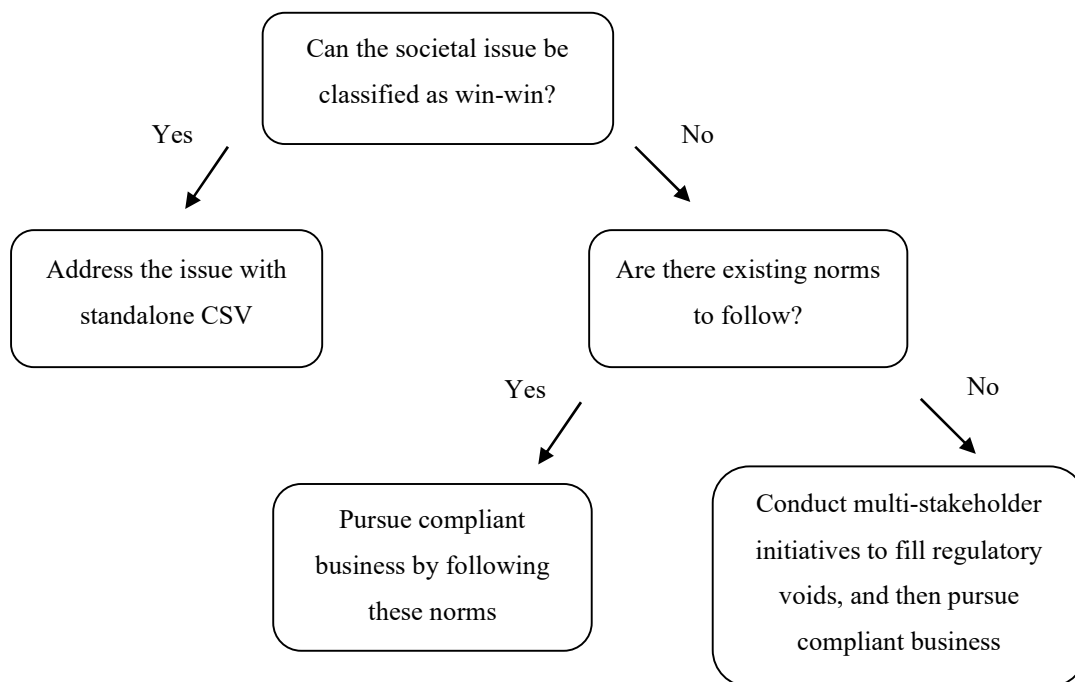 Can the societal issue be
classified as win-win?
Yes
No
Address the issue with
standalone CSV
Are there existing norms
to follow?
Yes
No
Pursue compliant
business by following
these norms
Conduct multi-stakeholder
initiatives to fill regulatory
voids, and then pursue
compliant business